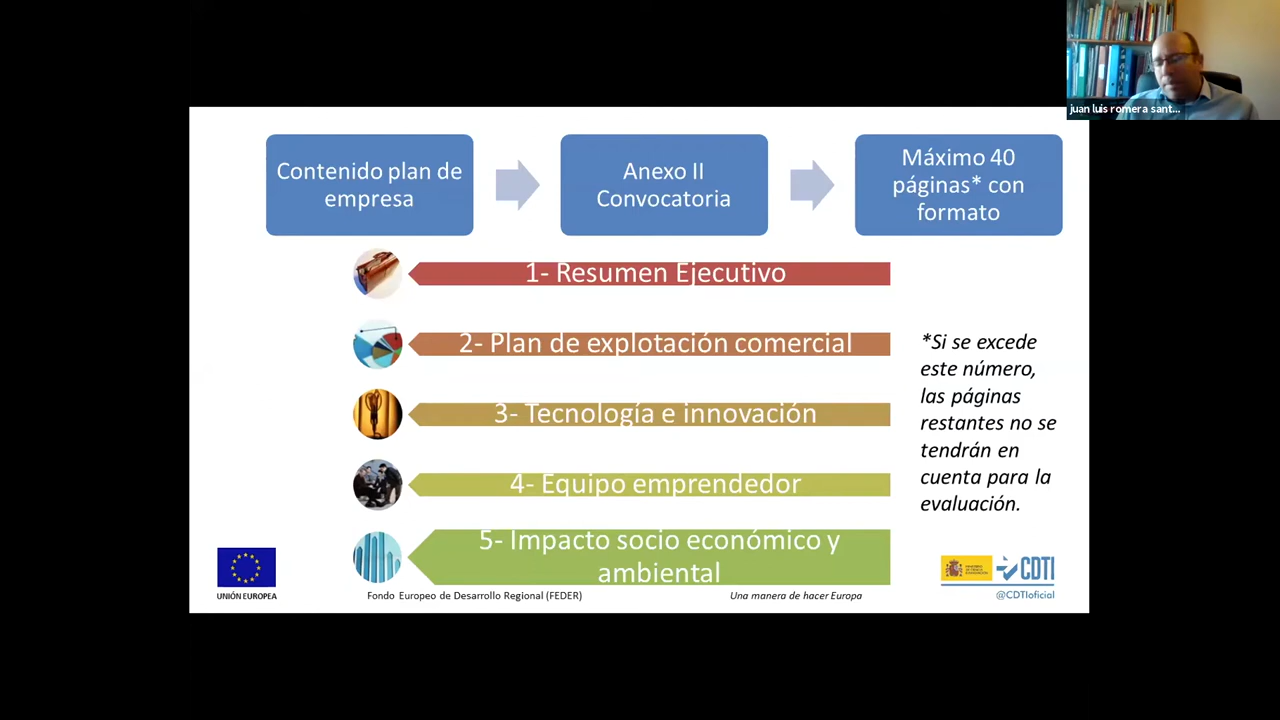 juan luis romera sant...
Contenido plan de
empresa
Anexo II
Convocatoria
Máximo 40
páginas* con
formato
1- Resumen Ejecutivo
2- Plan de explotación comercial
3- Tecnología e innovación
4- Equipo emprendedor
5- Impacto socio económico y
ambiental
*Si se excede
este número,
las páginas
restantes no se
tendrán en
cuenta para la
evaluación.
UNIÓN EUROPEA
Fondo Europeo de Desarrollo Regional (FEDER)
Una manera de hacer Europa
CDTI
@CDTIoficial